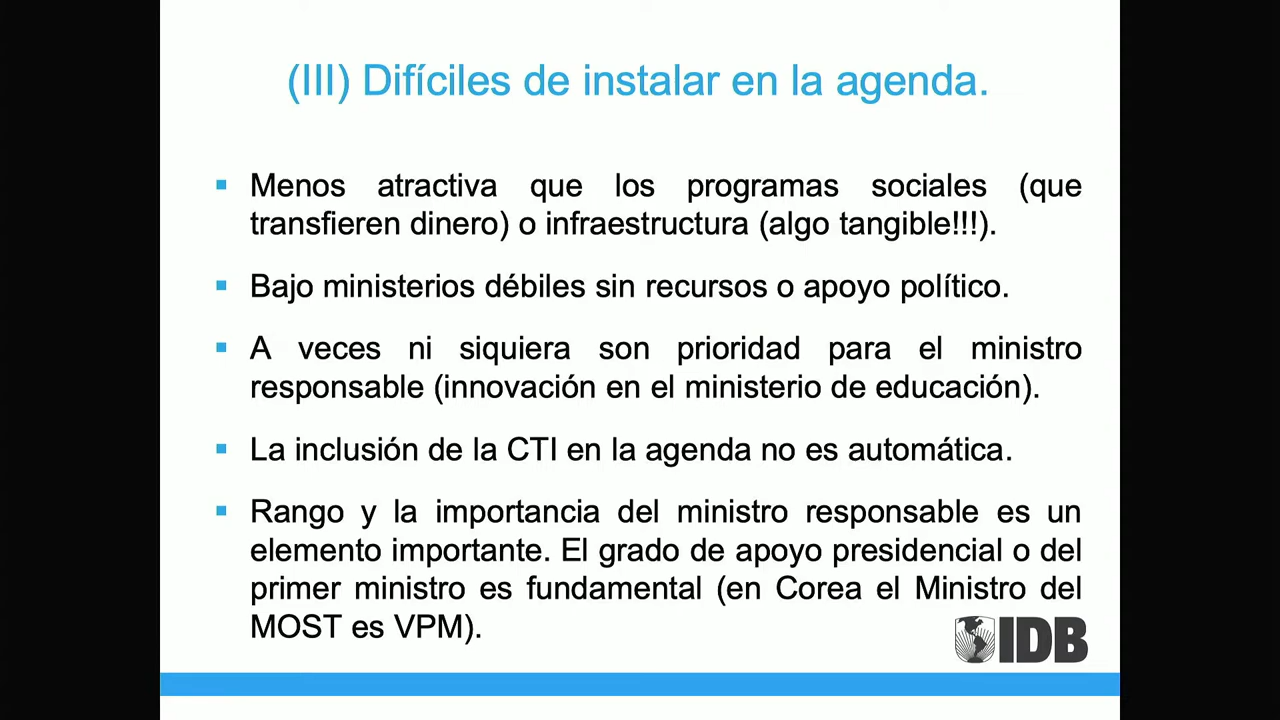 (III) Difíciles de instalar en la agenda.
Menos atractiva que los programas sociales (que
transfieren dinero) o infraestructura (algo tangible!!!).
Bajo ministerios débiles sin recursos o apoyo político.
A veces ni siquiera son prioridad para el ministro
responsable (innovación en el ministerio de educación).
La inclusión de la CTI en la agenda no es automática.
Rango y la importancia del ministro responsable es un
elemento importante. El grado de apoyo presidencial o del
primer ministro es fundamental (en Corea el Ministro del
MOST es VPM).
IDB